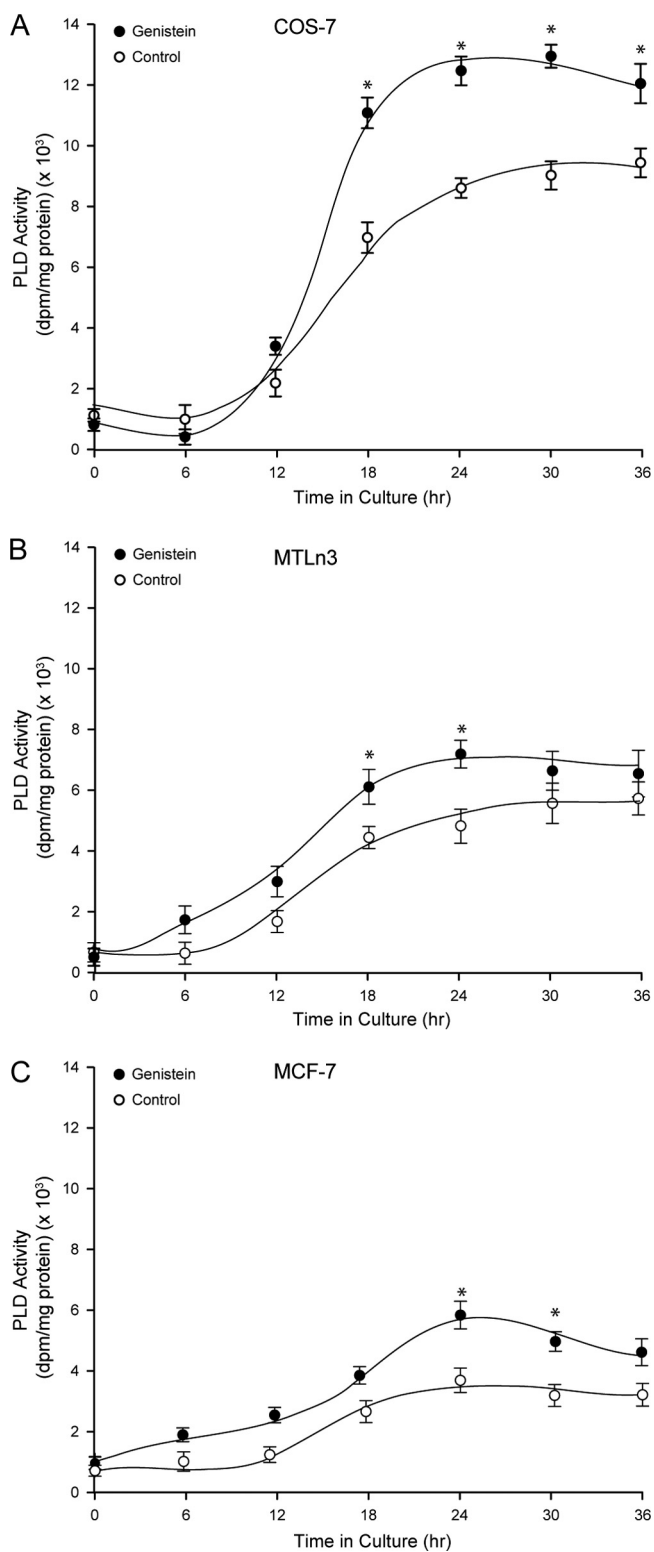 A
COS-7
Genistein
Control
PLD Activity
(dpm/mg protein) (x 10³)
14
12
10
8
6
4
2
0
*
*
*
*
0 6 12 18 24 30 36
Time in Culture (hr)
B
MTLn3
Genistein
Control
PLD Activity
(dpm/mg protein) (x 10³)
14
12
10
8
6
4
2
0
*
*
0 6 12 18 24 30 36
Time in Culture (hr)
C
MCF-7
Genistein
Control
PLD Activity
(dpm/mg protein) (x 10³)
14
12
10
8
6
4
2
0
*
*
0 6 12 18 24 30 36
Time in Culture (hr)